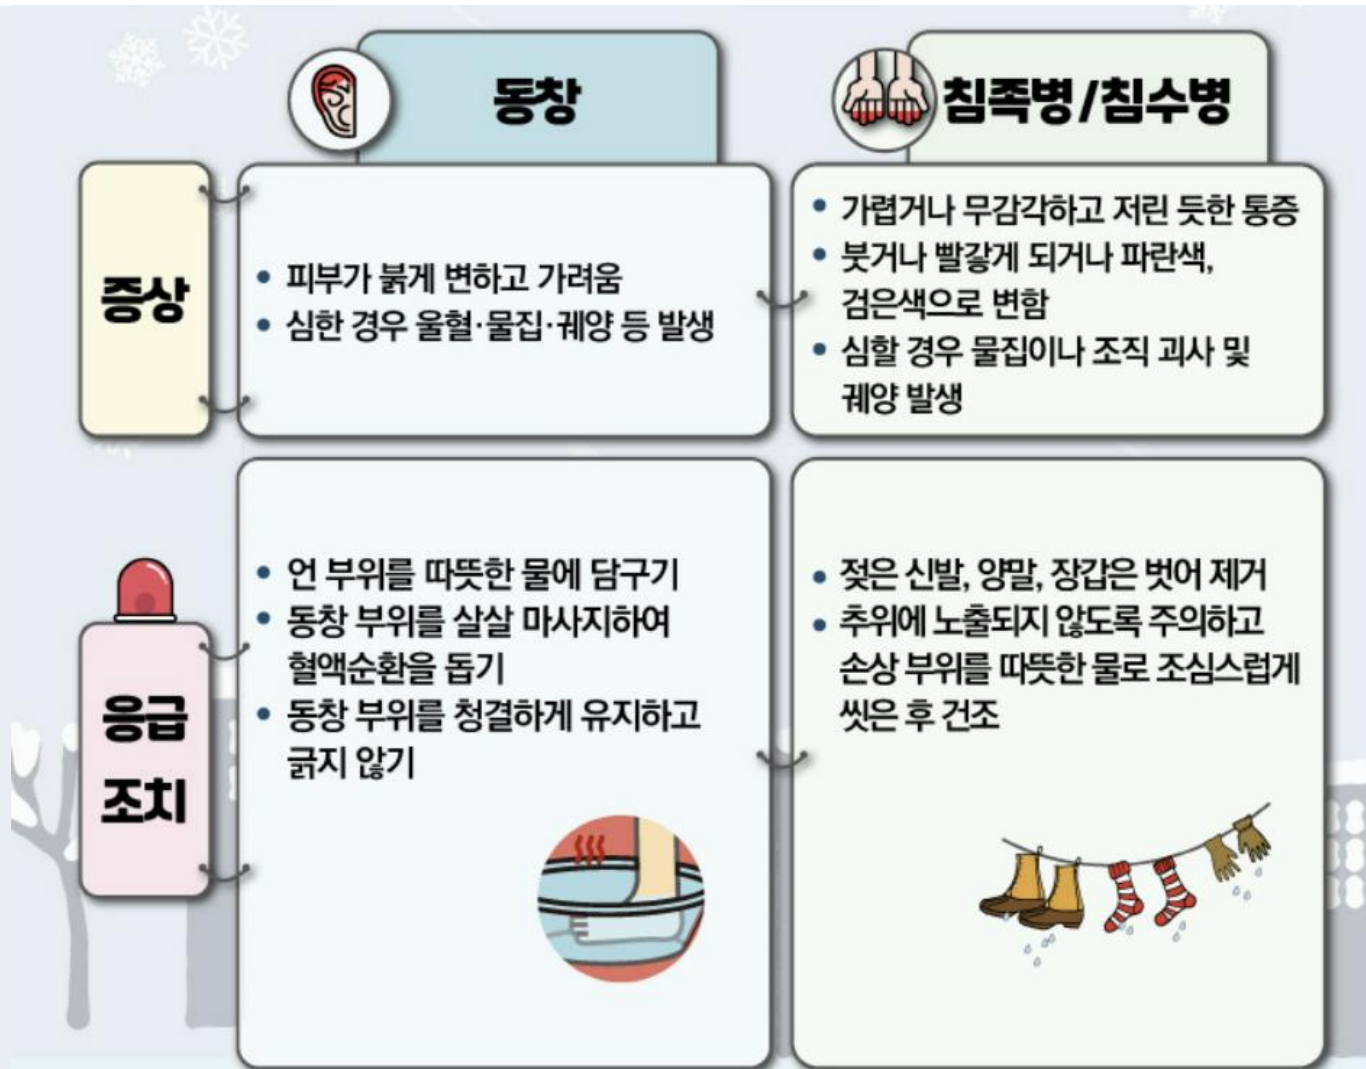 동창
침족병/침수병
증상
• 피부가 붉게 변하고 가려움
• 심한 경우 울혈·물집·궤양 등 발생
• 가렵거나 무감각하고 저린 듯한 통증
• 붓거나 빨갛게 되거나 파란색,
검은색으로 변함
• 심할 경우 물집이나 조직 괴사 및
궤양 발생
응급
조치
• 언 부위를 따뜻한 물에 담구기
• 동창 부위를 살살 마사지하여
혈액순환을 돕기
• 동창 부위를 청결하게 유지하고
긁지 않기
• 젖은 신발, 양말, 장갑은 벗어 제거
• 추위에 노출되지 않도록 주의하고
손상 부위를 따뜻한 물로 조심스럽게
씻은 후 건조